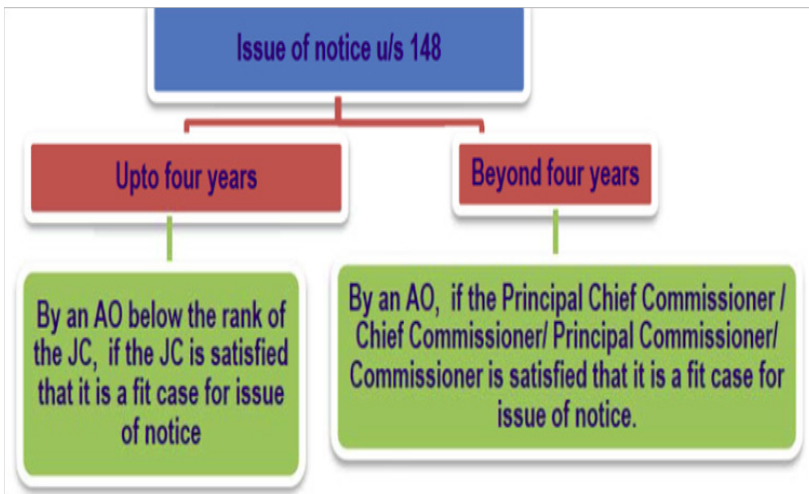 Issue of notice u/s 148
Upto four years
Beyond four years
By an AO below the rank of
the JC, if the JC is satisfied
that it is a fit case for issue
of notice
By an AO, if the Principal Chief Commissioner /
Chief Commissioner/ Principal Commissioner/
Commissioner is satisfied that it is a fit case for
issue of notice.